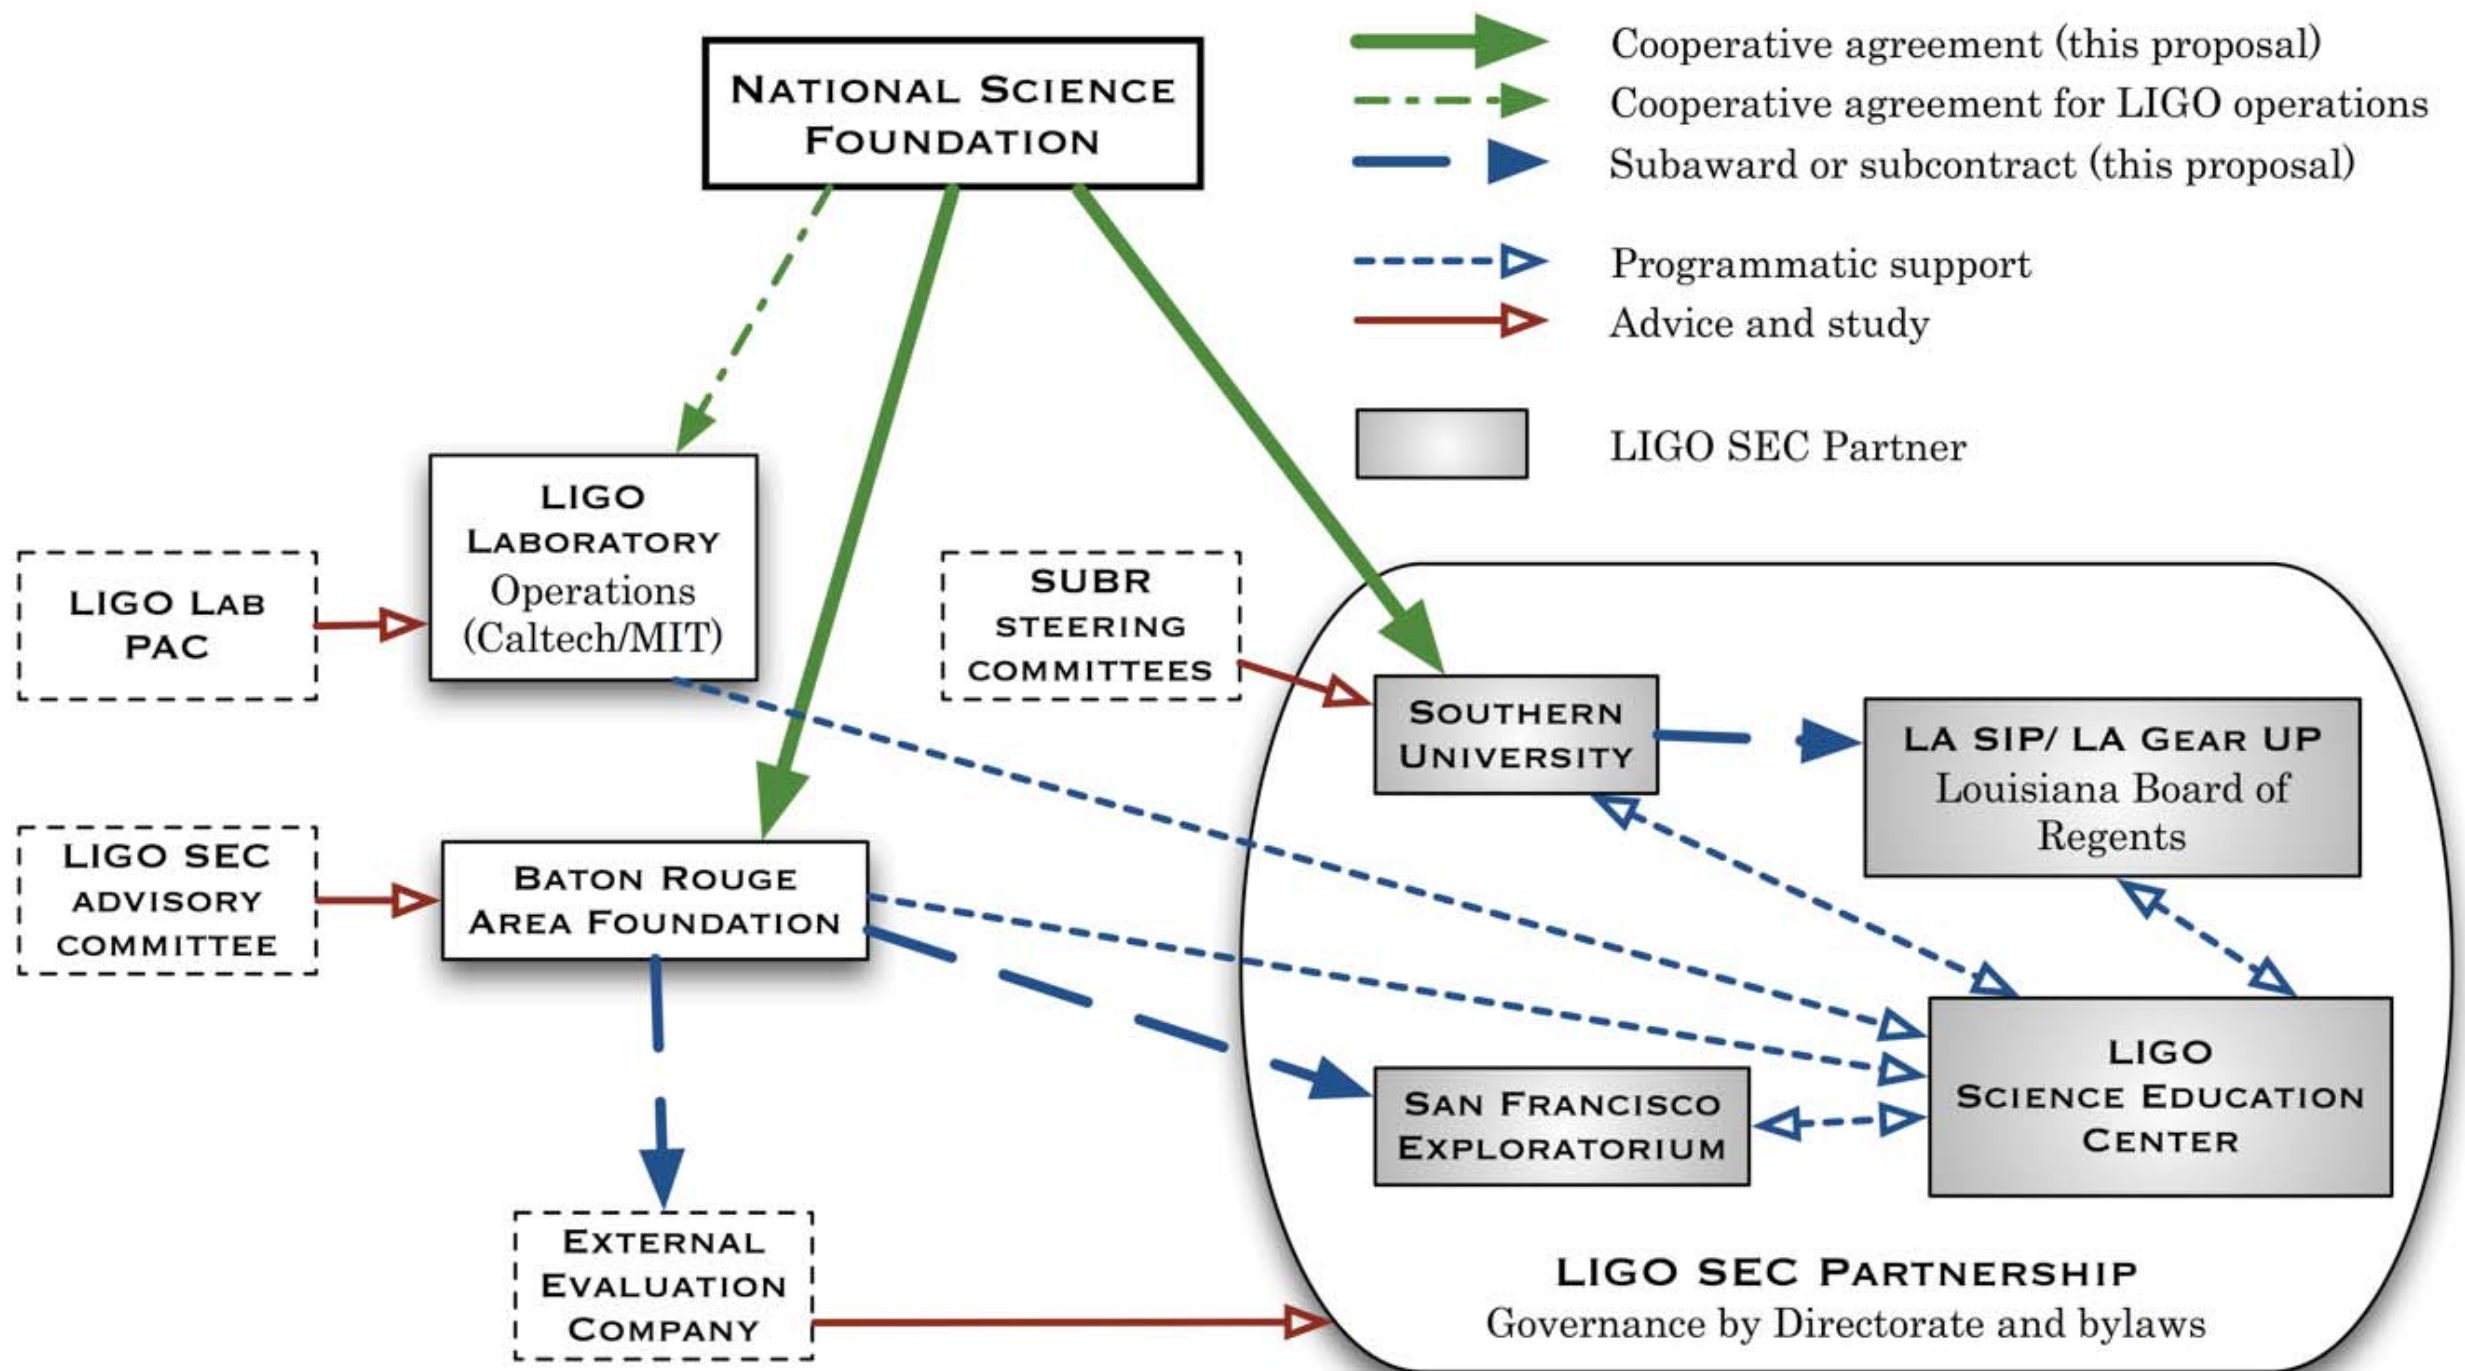 NATIONAL SCIENCE
FOUNDATION
Cooperative agreement (this proposal)
Cooperative agreement for LIGO operations
Subaward or subcontract (this proposal)
Programmatic support
Advice and study
LIGO SEC Partner
LIGO
LABORATORY
Operations
(Caltech/MIT)
LIGO LAB
PAC
SUBR
STEERING
COMMITTEES
SOUTHERN
UNIVERSITY
LA SIP/ LA GEAR UP
Louisiana Board of
Regents
LIGO SEC
ADVISORY
COMMITTEE
BATON ROUGE
AREA FOUNDATION
SAN FRANCISCO
EXPLORATORIUM
LIGO
SCIENCE EDUCATION
CENTER
EXTERNAL
EVALUATION
COMPANY
LIGO SEC PARTNERSHIP
Governance by Directorate and bylaws